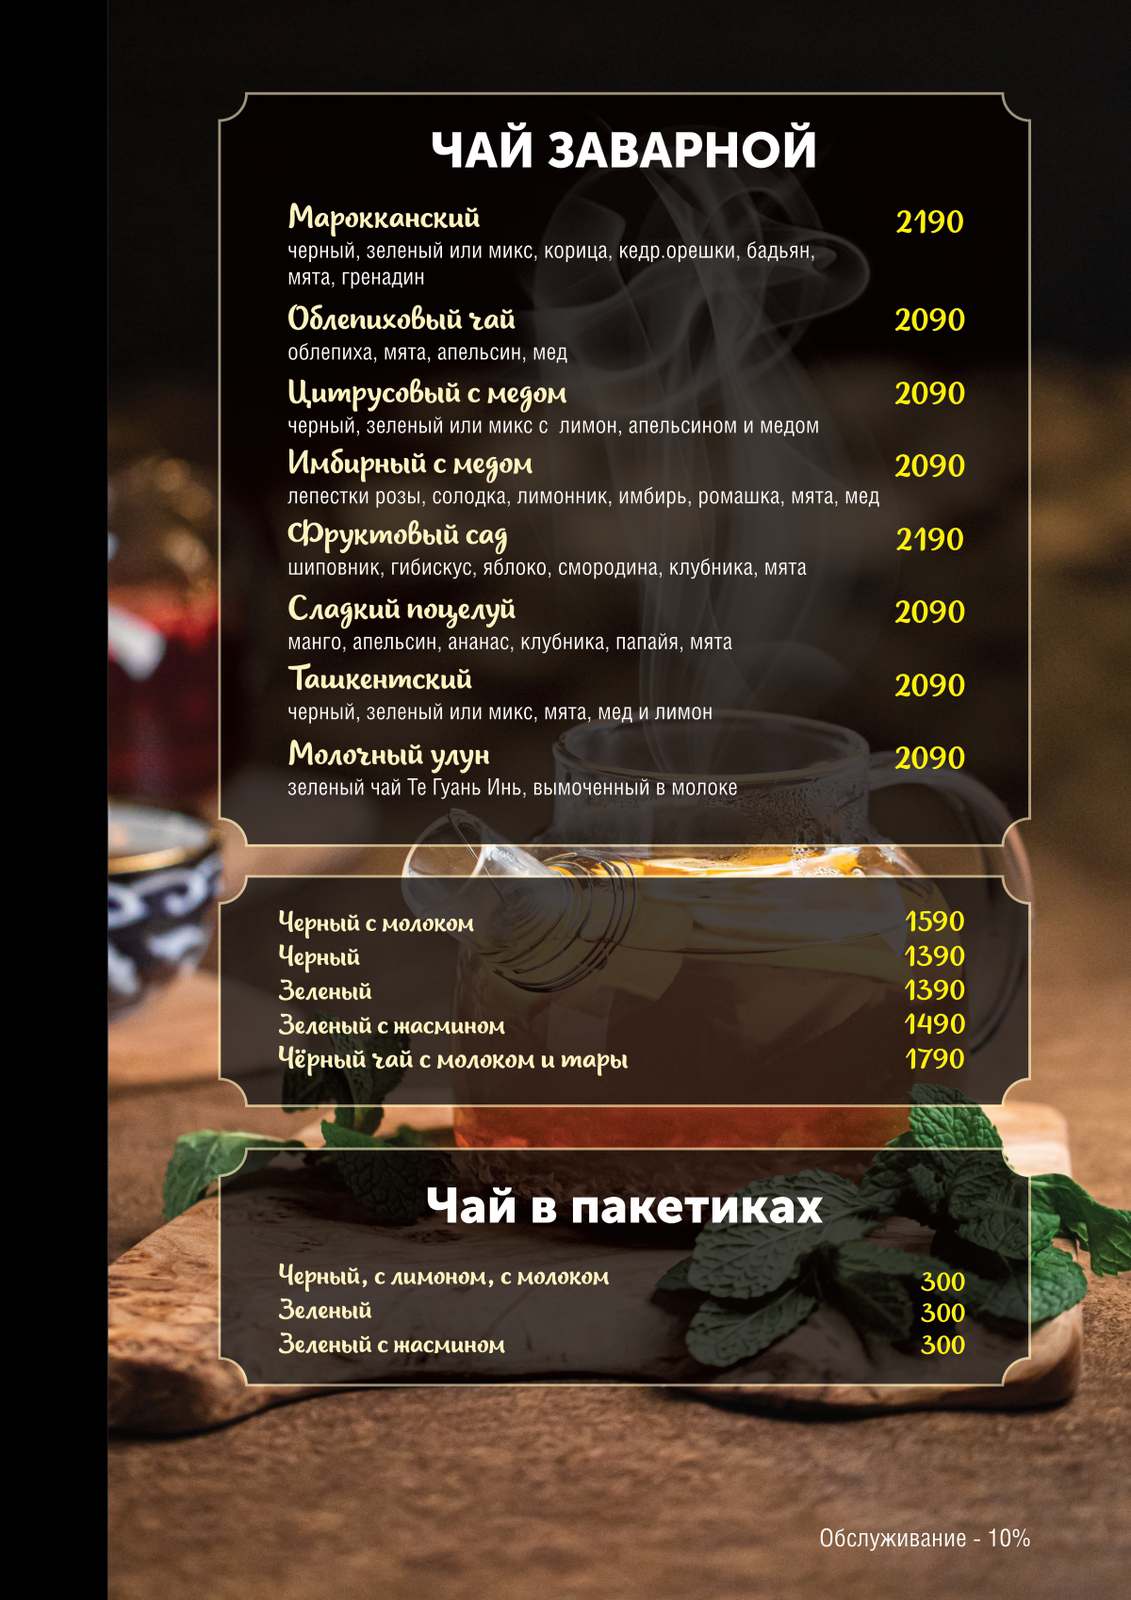 ЧАЙ ЗАВАРНОЙ
Марокканский 2190
черный, зеленый или микс, корица, кедр.орешки, бадьян,
мята, гренадин
Облепиховый чай 2090
облепиха, мята, апельсин, мед
Цитрусовый с медом 2090
черный, зеленый или микс с лимон, апельсином и медом
Имбирный с медом 2090
лепестки розы, солодка, лимонник, имбирь, ромашка, мята, мед
Фруктовый сад 2190
шиповник, гибискус, яблоко, смородина, клубника, мята
Сладкий поцелуй 2090
манго, апельсин, ананас, клубника, папайя, мята
Ташкентский 2090
черный, зеленый или микс, мята, мед и лимон
Молочный улун 2090
зеленый чай Те Гуань Инь, вымоченный в молоке
Черный с молоком 1590
Черный 1390
Зеленый 1390
Зеленый с жасмином 1490
Чёрный чай с молоком и тары 1790
Чай в пакетиках
Черный, с лимоном, с молоком 300
Зеленый 300
Зеленый с жасмином 300
Обслуживание - 10%